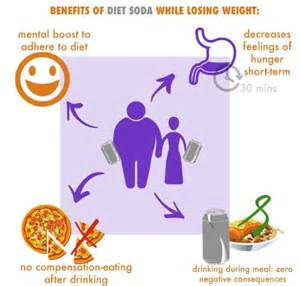 BENEFITS OF DIET SODA WHILE LOSING WEIGHT:
mental boost to
adhere to diet
decreases
feelings of
hunger
short-term
30 mins
no compensation-eating
after drinking
drinking during meal: zero
negative consequences